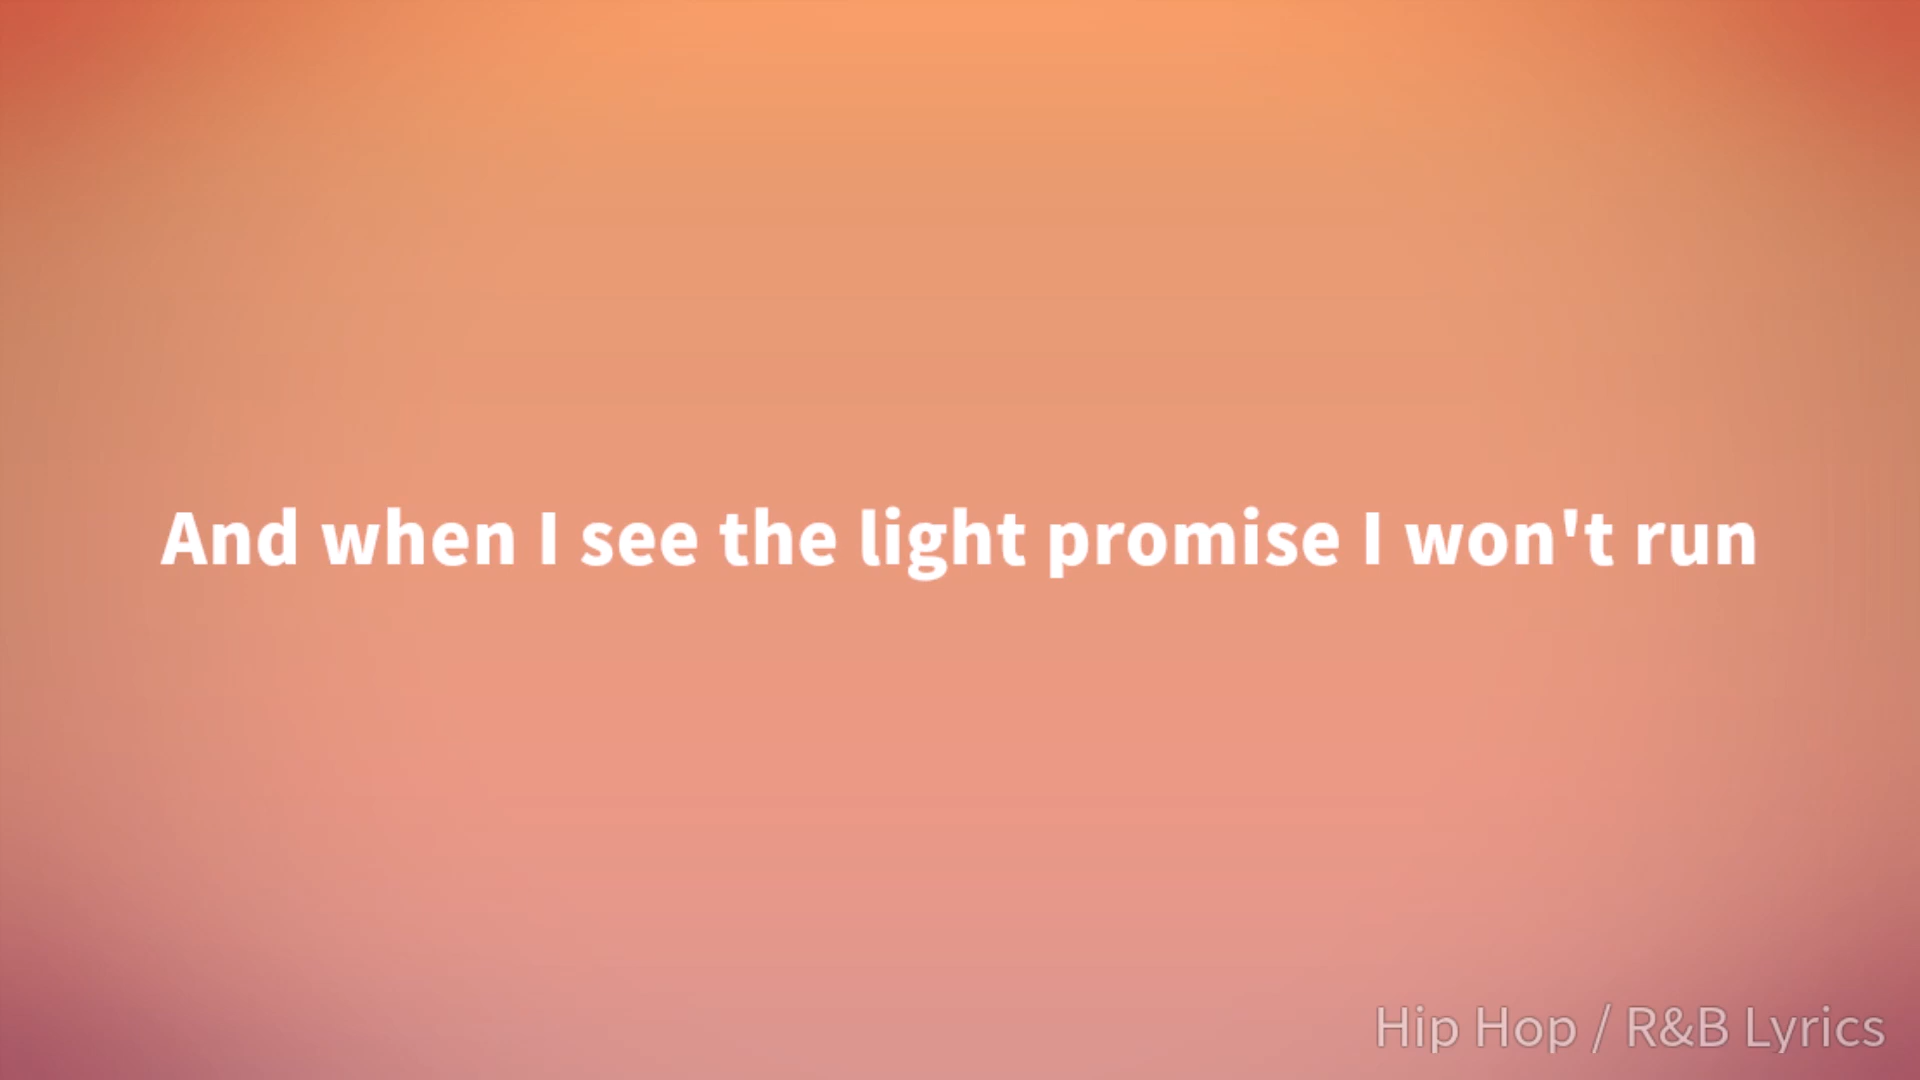 And when I see the light promise I won't run
Hip Hop / R&B Lyrics